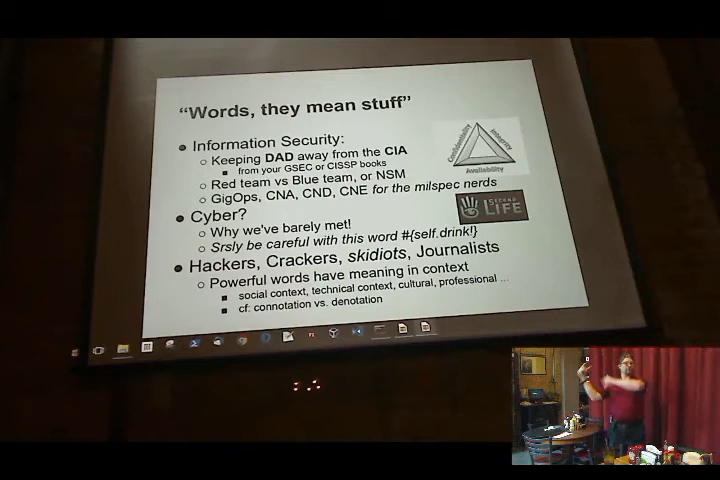 “Words, they mean stuff”
● Information Security:
○ Keeping DAD away from the CIA
■ from your GSEC or CISSP books
○ Red team vs Blue team, or NSM
○ GigOps, CNA, CND, CNE for the milspec nerds
Confidentiality
Integrity
Availability
SECOND
LIFE
● Cyber?
○ Why we've barely met!
○ Srsly be careful with this word #{self.drink!}
● Hackers, Crackers, skidiots, Journalists
○ Powerful words have meaning in context
■ social context, technical context, cultural, professional ...
■ cf: connotation vs. denotation